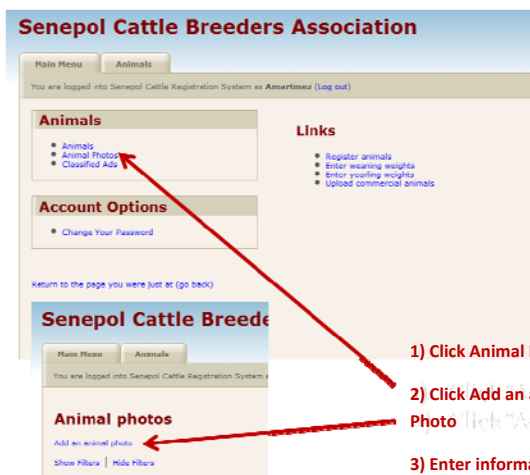 Senepol Cattle Breeders Association
Main Menu Animals
You are logged into Senepol Cattle Registration System as Amartinez (Log out)
Animals
Animals
Animal Photos
Classified Ads
Links
Register animals
Enter weaning weights
Enter yearling weights
Upload commercial animals
Account Options
Change Your Password
Return to the page you were just at (go back)
Senepol Cattle Breede
Main Menu Animals
You are logged into Senepol Cattle Registration System
Animal photos
Add an animal photo
Show Filters | Hide Filters
1) Click Animal
2) Click Add an
Photo
3) Enter informa